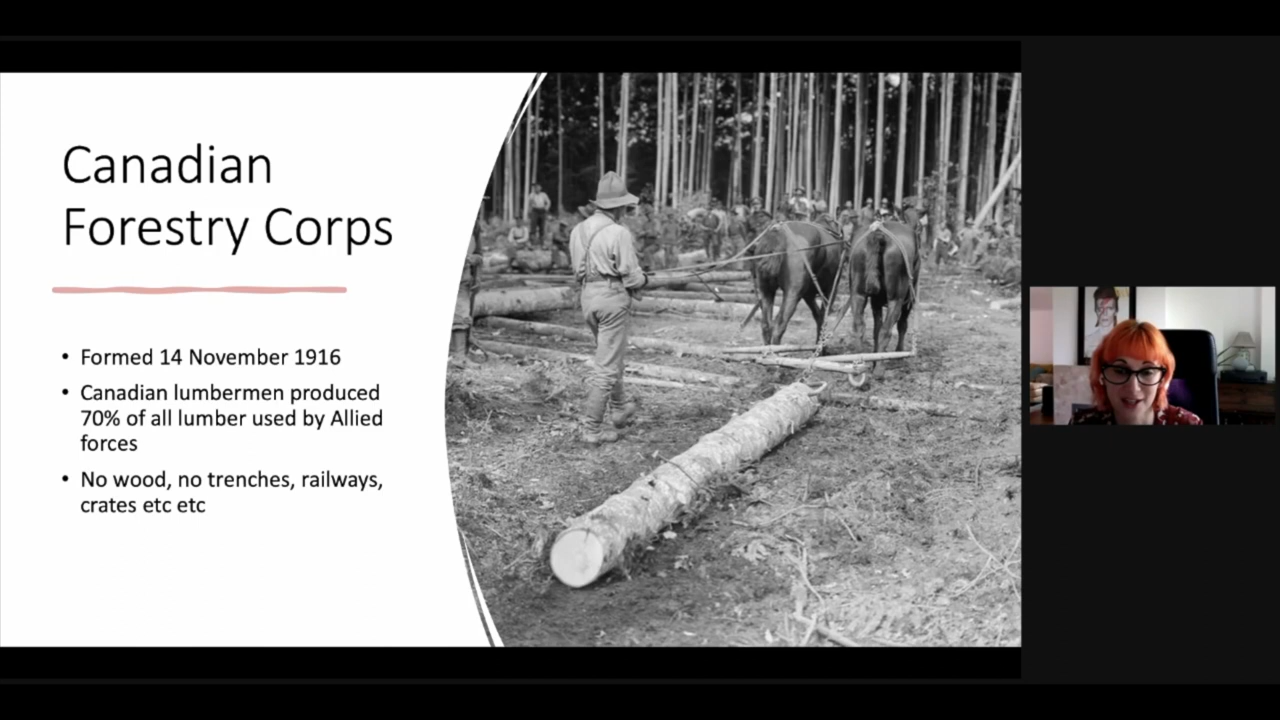 Canadian
Forestry Corps
• Formed 14 November 1916
• Canadian lumbermen produced
70% of all lumber used by Allied
forces
• No wood, no trenches, railways,
crates etc etc